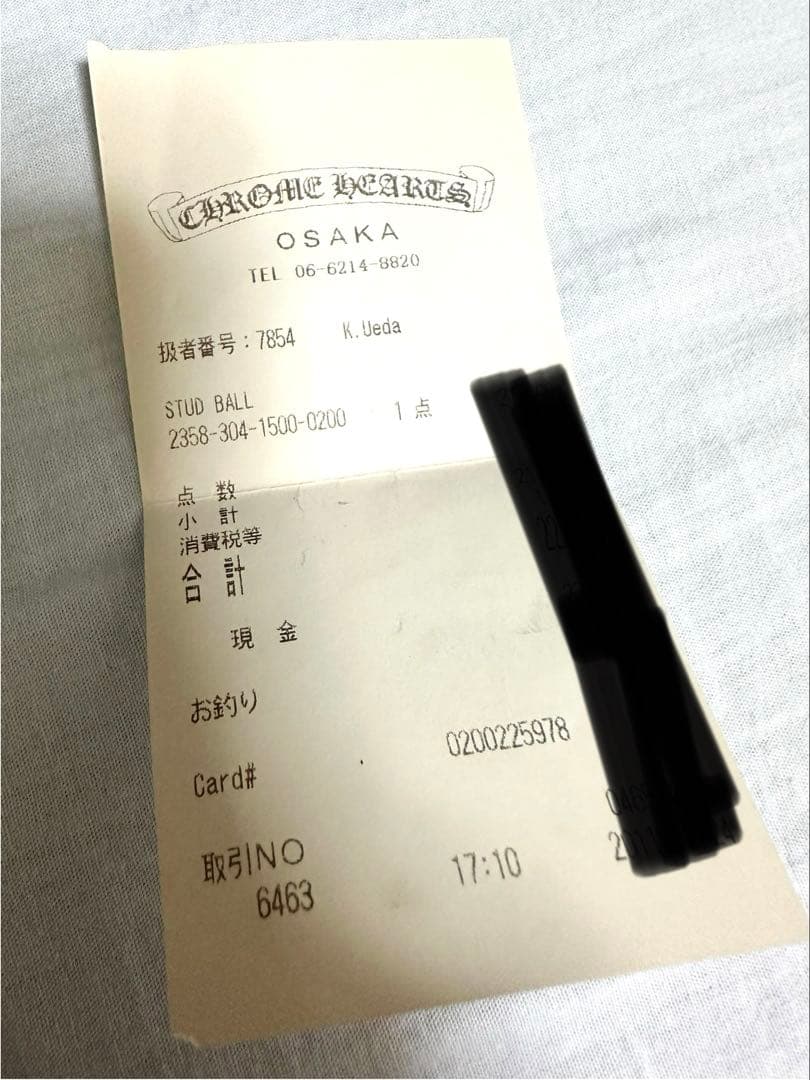 CHROME HEARTS
OSAKA
TEL 06-6214-8820
扱者番号:7854 K.Ueda
STUD BALL
2358-304-1500-0200 1点
点 数
小 計
消費税等
合 計
現 金
お釣り
Card# 0200225978
取引NO 17:10
6463